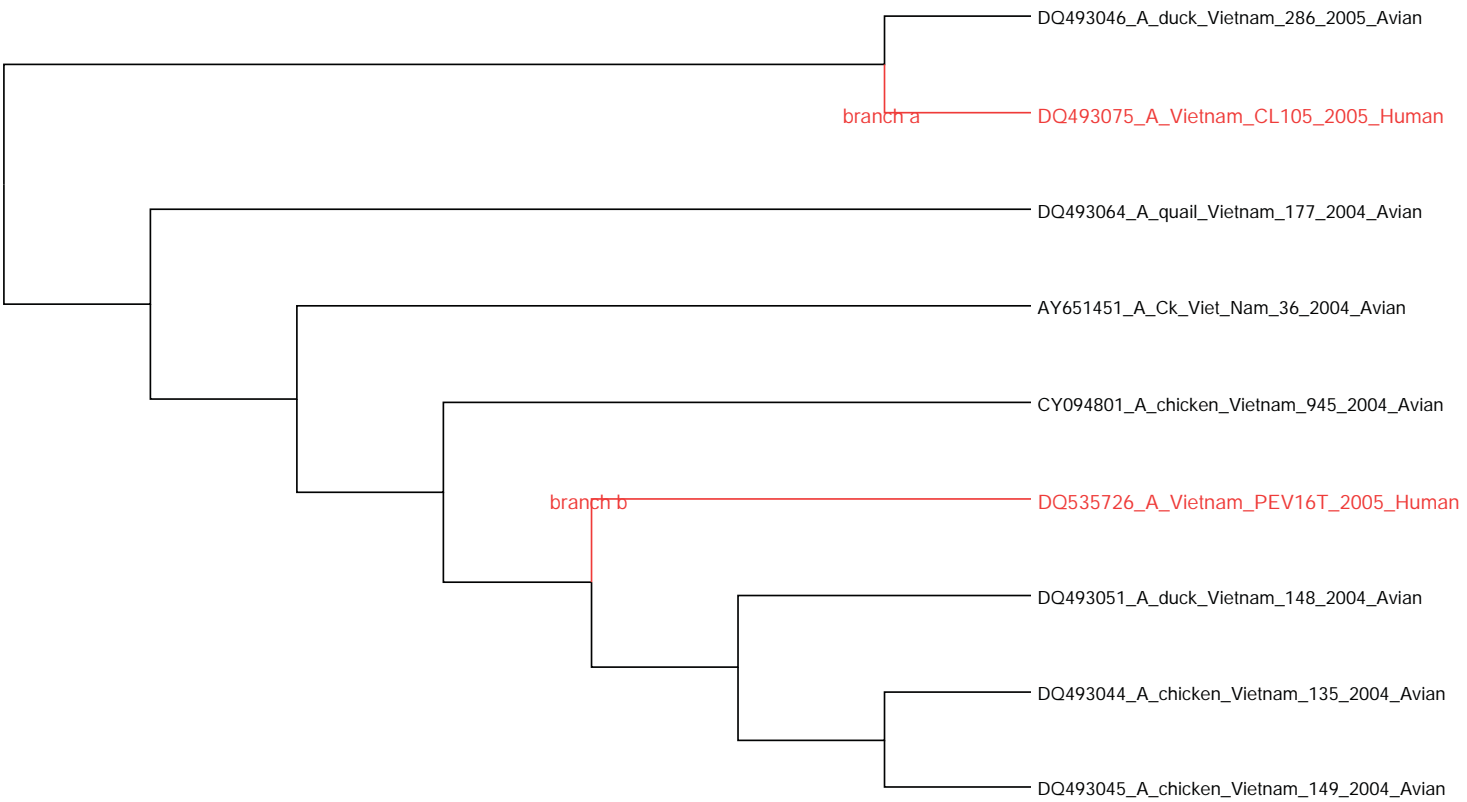 DQ493046_A_duck_Vietnam_286_2005_Avian
branch a
DQ493075_A_Vietnam_CL105_2005_Human
DQ493064_A_quail_Vietnam_177_2004_Avian
AY651451_A_Ck_Viet_Nam_36_2004_Avian
CY094801_A_chicken_Vietnam_945_2004_Avian
branch b
DQ535726_A_Vietnam_PEV16T_2005_Human
DQ493051_A_duck_Vietnam_148_2004_Avian
DQ493044_A_chicken_Vietnam_135_2004_Avian
DQ493045_A_chicken_Vietnam_149_2004_Avian